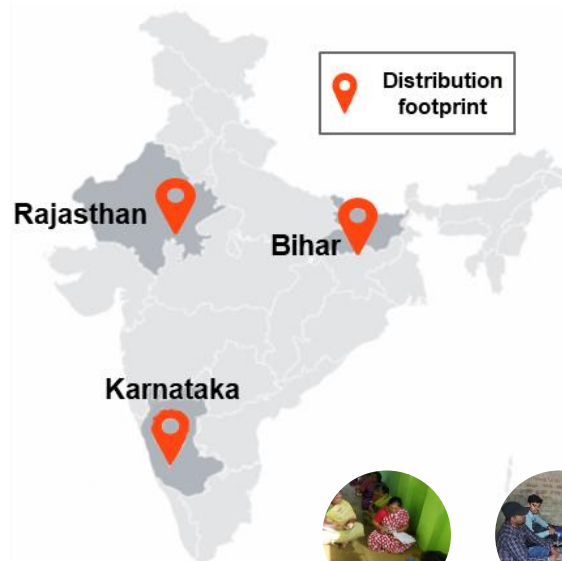 Distribution
footprint
Rajasthan
Bihar
Karnataka